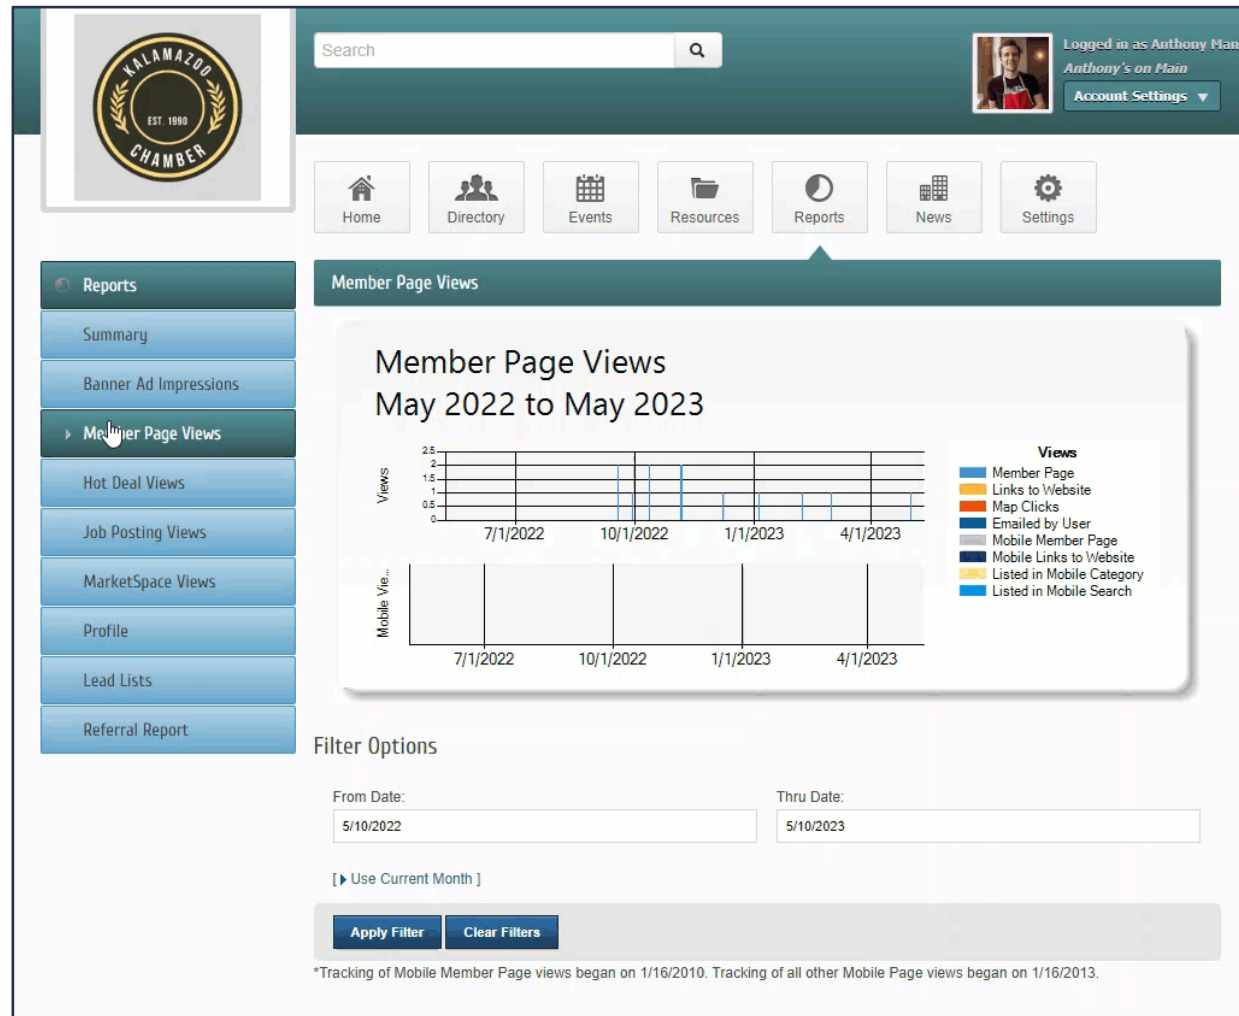 KALAMAZOO
EST. 1990
CHAMBER
Search
Logged in as Anthony Man
Anthony's on Main
Account Settings
Home
Directory
Events
Resources
Reports
News
Settings
Reports
Summary
Banner Ad Impressions
Member Page Views
Hot Deal Views
Job Posting Views
MarketSpace Views
Profile
Lead Lists
Referral Report
Member Page Views
Member Page Views
May 2022 to May 2023
Views
2.5
2
1.5
1
0.5
0
7/1/2022 10/1/2022 1/1/2023 4/1/2023
Mobile Vie...
7/1/2022 10/1/2022 1/1/2023 4/1/2023
Views
Member Page
Links to Website
Map Clicks
Emailed by User
Mobile Member Page
Mobile Links to Website
Listed in Mobile Category
Listed in Mobile Search
Filter Options
From Date:
5/10/2022
Thru Date:
5/10/2023
[ Use Current Month ]
Apply Filter
Clear Filters
*Tracking of Mobile Member Page views began on 1/16/2010. Tracking of all other Mobile Page views began on 1/16/2013.